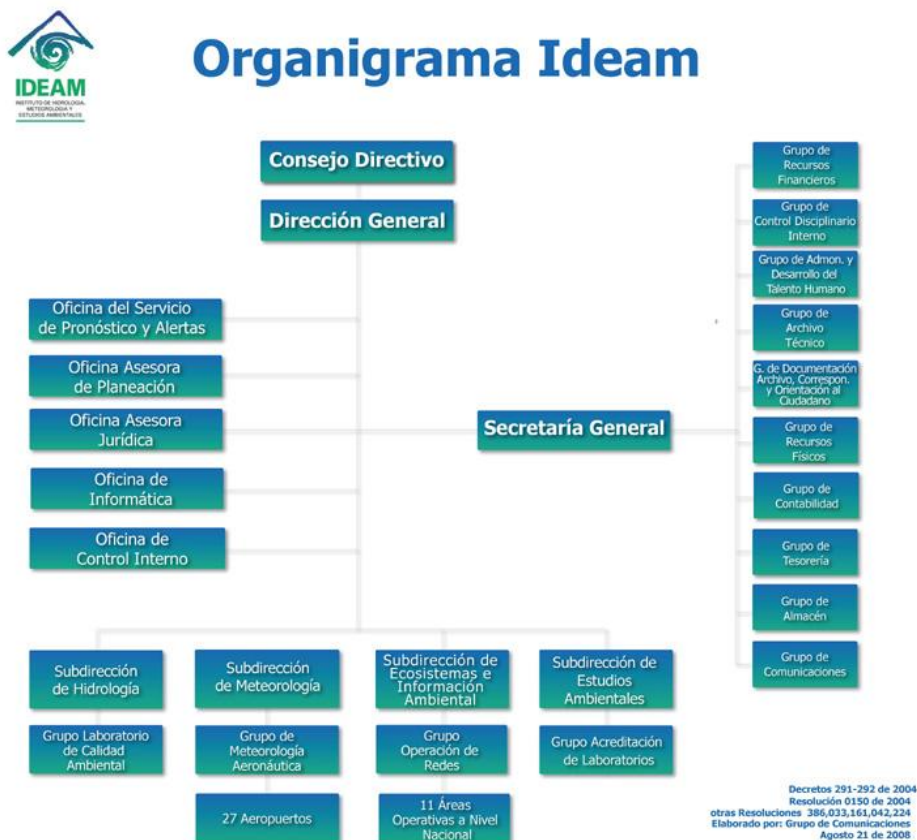 IDEAM
INSTITUTO DE HIDROLOGÍA,
METEOROLOGÍA Y
ESTUDIOS AMBIENTALES
Organigrama Ideam
Consejo Directivo
Dirección General
Oficina del Servicio
de Pronóstico y Alertas
Oficina Asesora
de Planeación
Oficina Asesora
Jurídica
Oficina de
Informática
Oficina de
Control Interno
Secretaría General
Grupo de
Recursos
Financieros
Grupo de
Control Disciplinario
Interno
Grupo de Admon. y
Desarrollo del
Talento Humano
Grupo de
Archivo
Técnico
G. de Documentación
Archivo, Correspon.
y Orientación al
Ciudadano
Grupo de
Recursos
Físicos
Grupo de
Contabilidad
Grupo de
Tesorería
Grupo de
Almacén
Grupo de
Comunicaciones
Subdirección
de Hidrología
Grupo Laboratorio
de Calidad
Ambiental
Subdirección
de Meteorología
Grupo de
Meteorología
Aeronáutica
27 Aeropuertos
Subdirección de
Ecosistemas e
Información
Ambiental
Grupo
Operación de
Redes
11 Áreas
Operativas a Nivel
Nacional
Subdirección de
Estudios
Ambientales
Grupo Acreditación
de Laboratorios
Decretos 291-292 de 2004
Resolución 0150 de 2004
otras Resoluciones 386,033,161,042,224
Elaborado por: Grupo de Comunicaciones
Agosto 21 de 2008